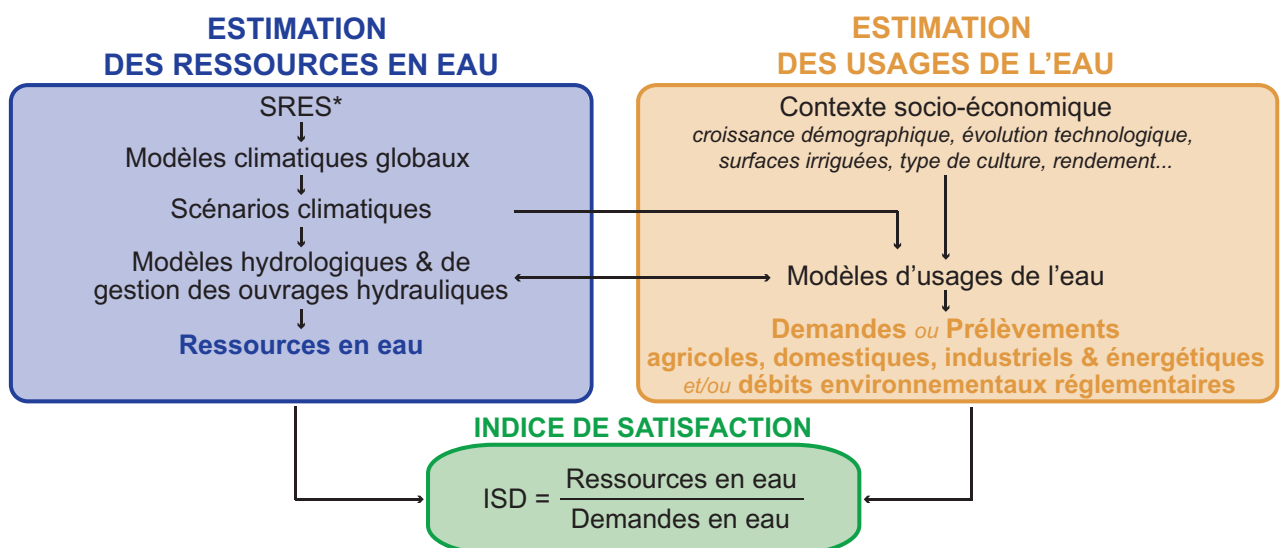 ESTIMATION
DES RESSOURCES EN EAU
SRES*
Modèles climatiques globaux
Scénarios climatiques
Modèles hydrologiques & de
gestion des ouvrages hydrauliques
Ressources en eau
ESTIMATION
DES USAGES DE L'EAU
Contexte socio-économique
croissance démographique, évolution technologique,
surfaces irriguées, type de culture, rendement...
Modèles d'usages de l'eau
Demandes ou Prélèvements
agricoles, domestiques, industriels & énergétiques
et/ou débits environnementaux réglementaires
INDICE DE SATISFACTION
ISD = Ressources en eau
Demandes en eau